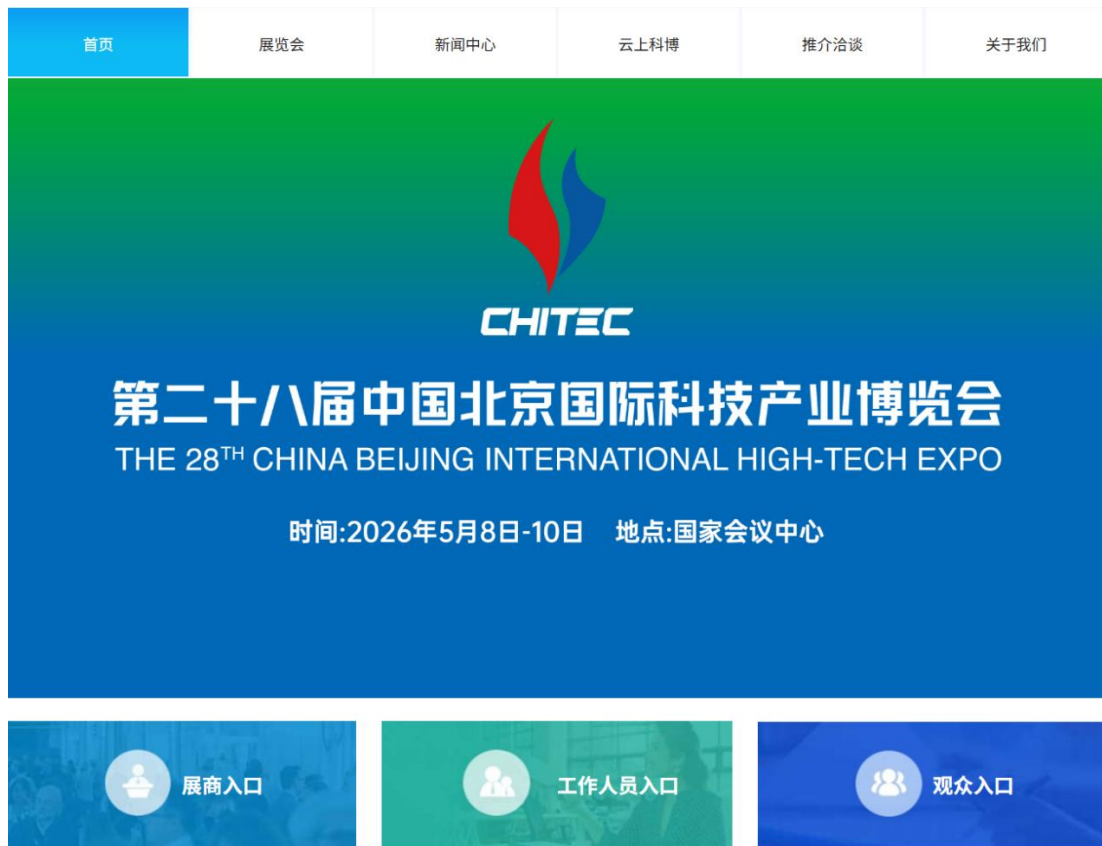 首页 展览会 新闻中心 云上科博 推介洽谈 关于我们
CHITEC
第二十八届中国北京国际科技产业博览会
THE 28TH CHINA BEIJING INTERNATIONAL HIGH-TECH EXPO
时间:2026年5月8日-10日 地点:国家会议中心
展商入口 工作人员入口 观众入口